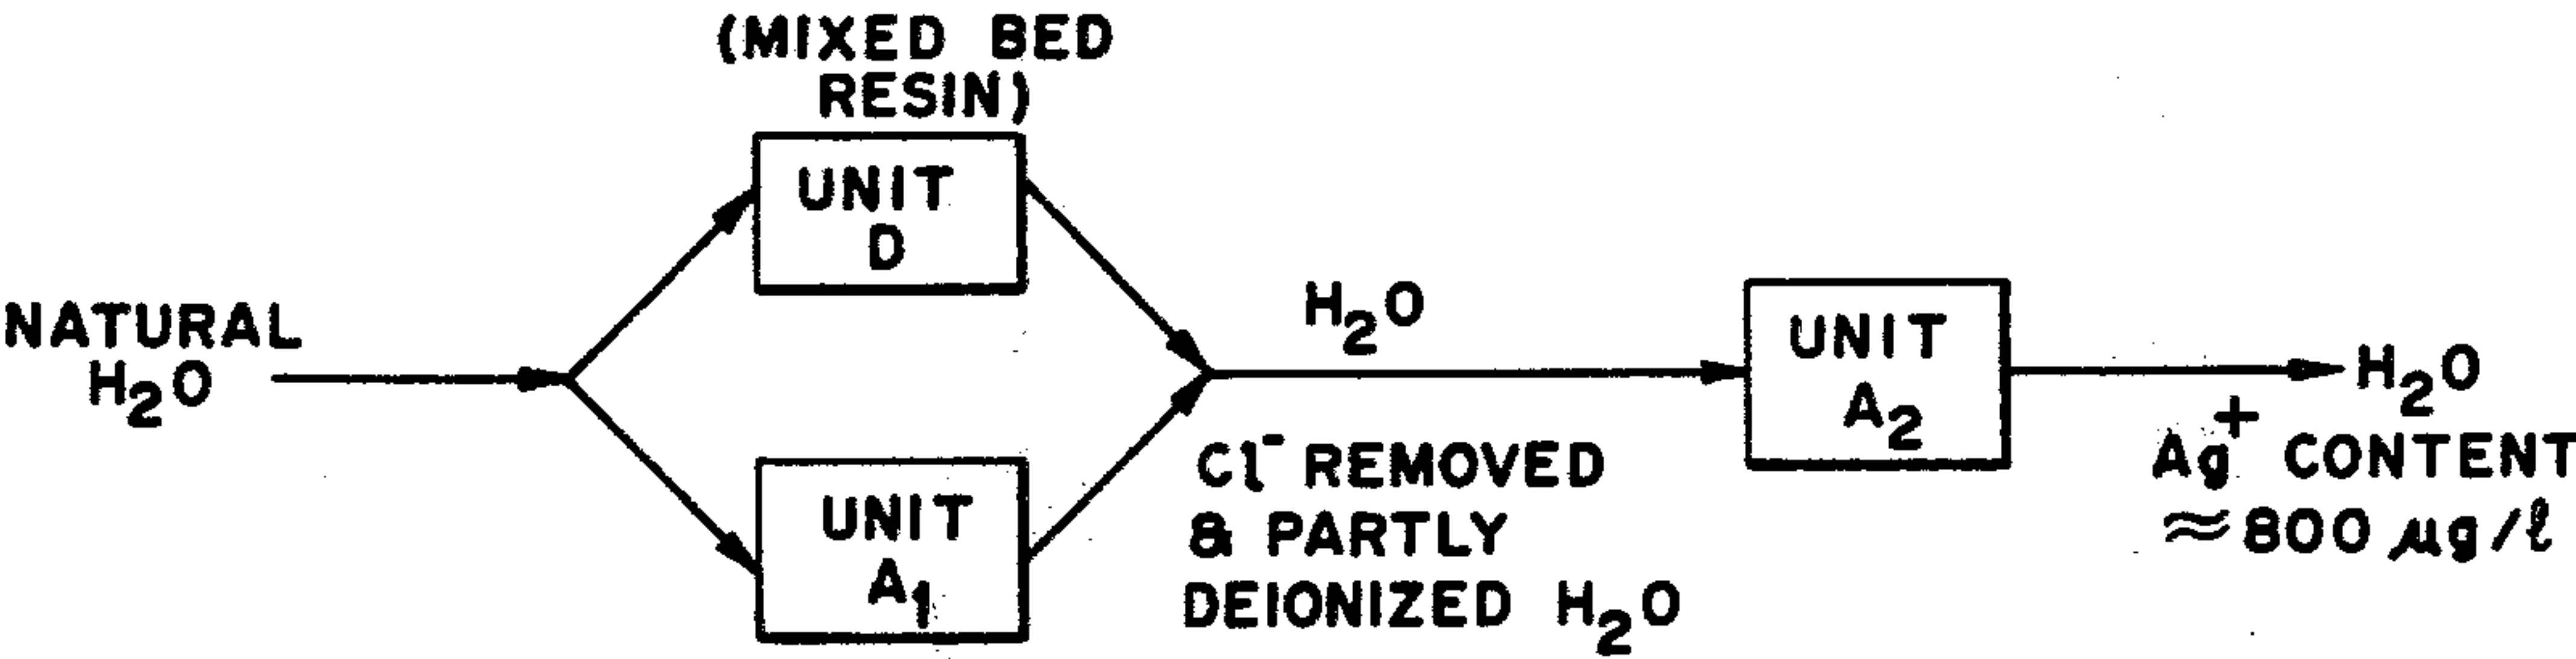 (MIXED BED
RESIN)
UNIT
D
NATURAL
H₂O
UNIT
A₁
H₂O
Cl⁻ REMOVED
& PARTLY
DEIONIZED H₂O
UNIT
A₂
H₂O
Ag⁺ CONTENT
≈800 µg/ℓ